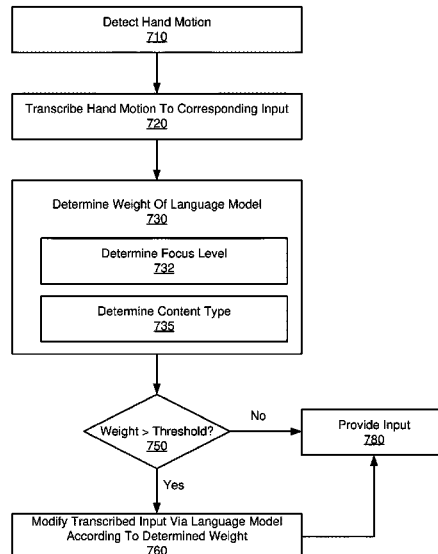 Detect Hand Motion
710
Transcribe Hand Motion To Corresponding Input
720
Determine Weight Of Language Model
730
Determine Focus Level
732
Determine Content Type
735
Weight > Threshold?
750
No
Provide Input
780
Yes
Modify Transcribed Input Via Language Model
According To Determined Weight
760